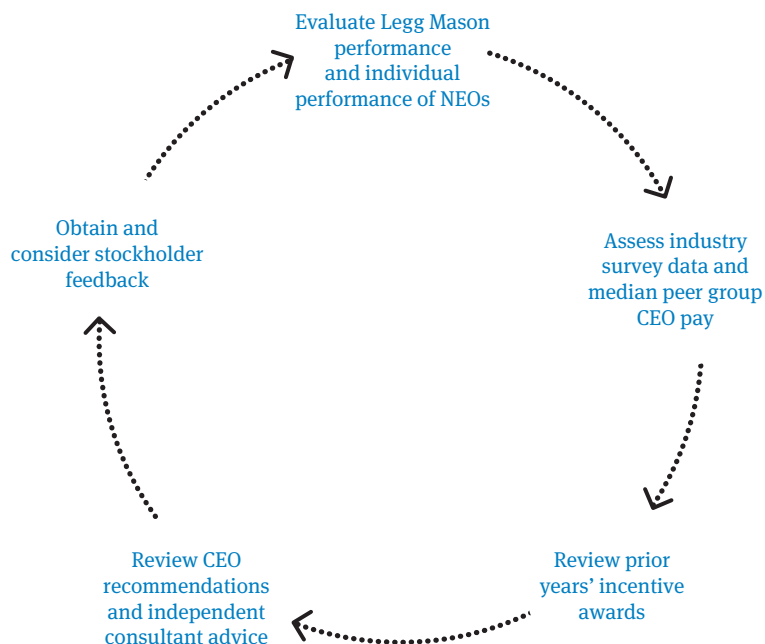 Evaluate Legg Mason
performance
and individual
performance of NEOs
Assess industry
survey data and
median peer group
CEO pay
Review prior
years’ incentive
awards
Review CEO
recommendations
and independent
consultant advice
Obtain and
consider stockholder
feedback